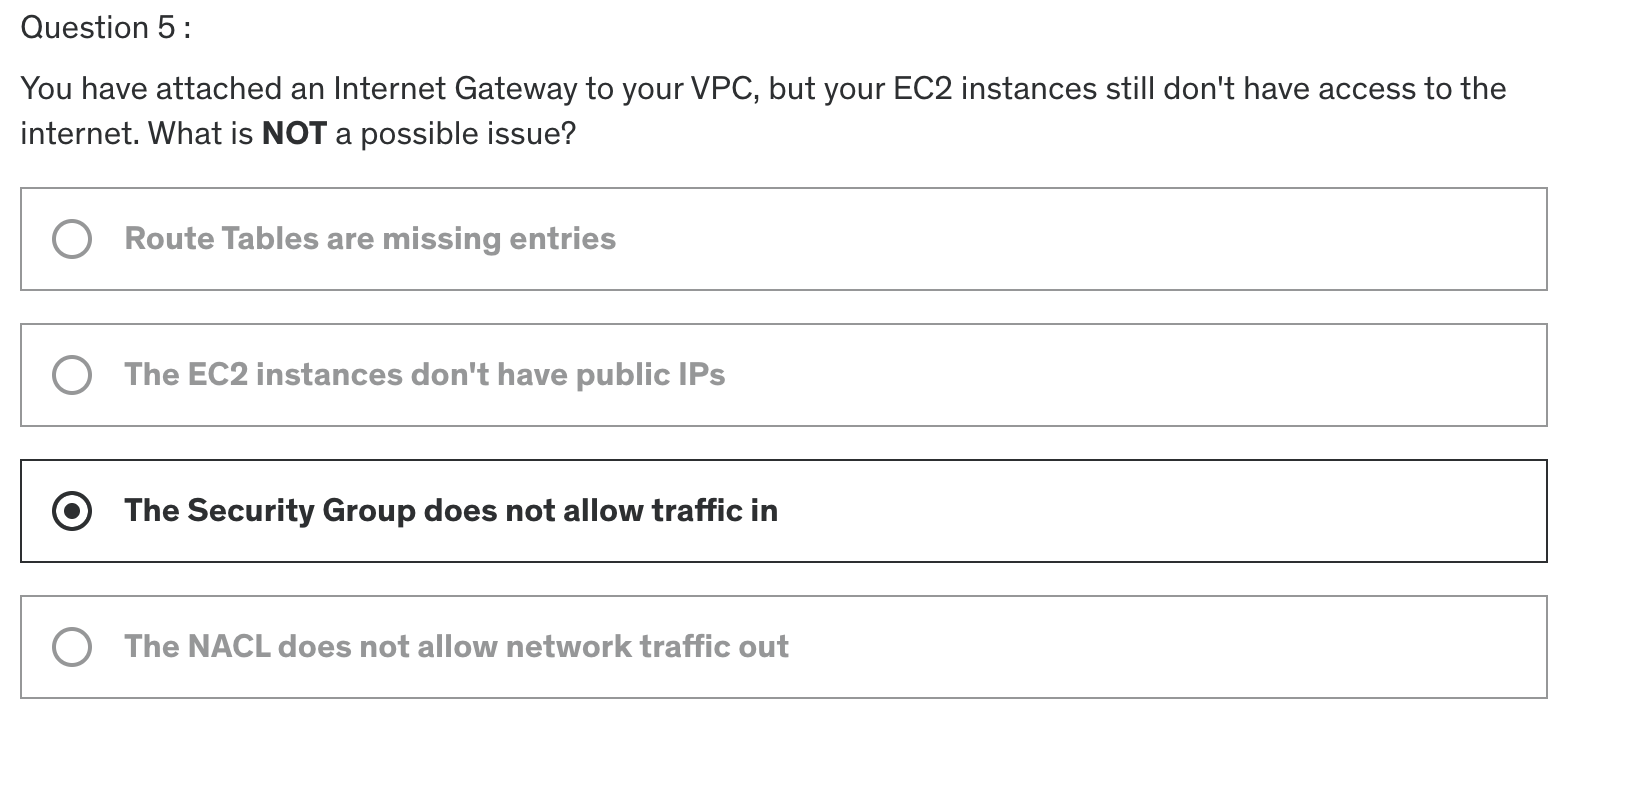 Question 5 :
You have attached an Internet Gateway to your VPC, but your EC2 instances still don't have access to the
internet. What is NOT a possible issue?
Route Tables are missing entries
The EC2 instances don't have public IPs
The Security Group does not allow traffic in
The NACL does not allow network traffic out